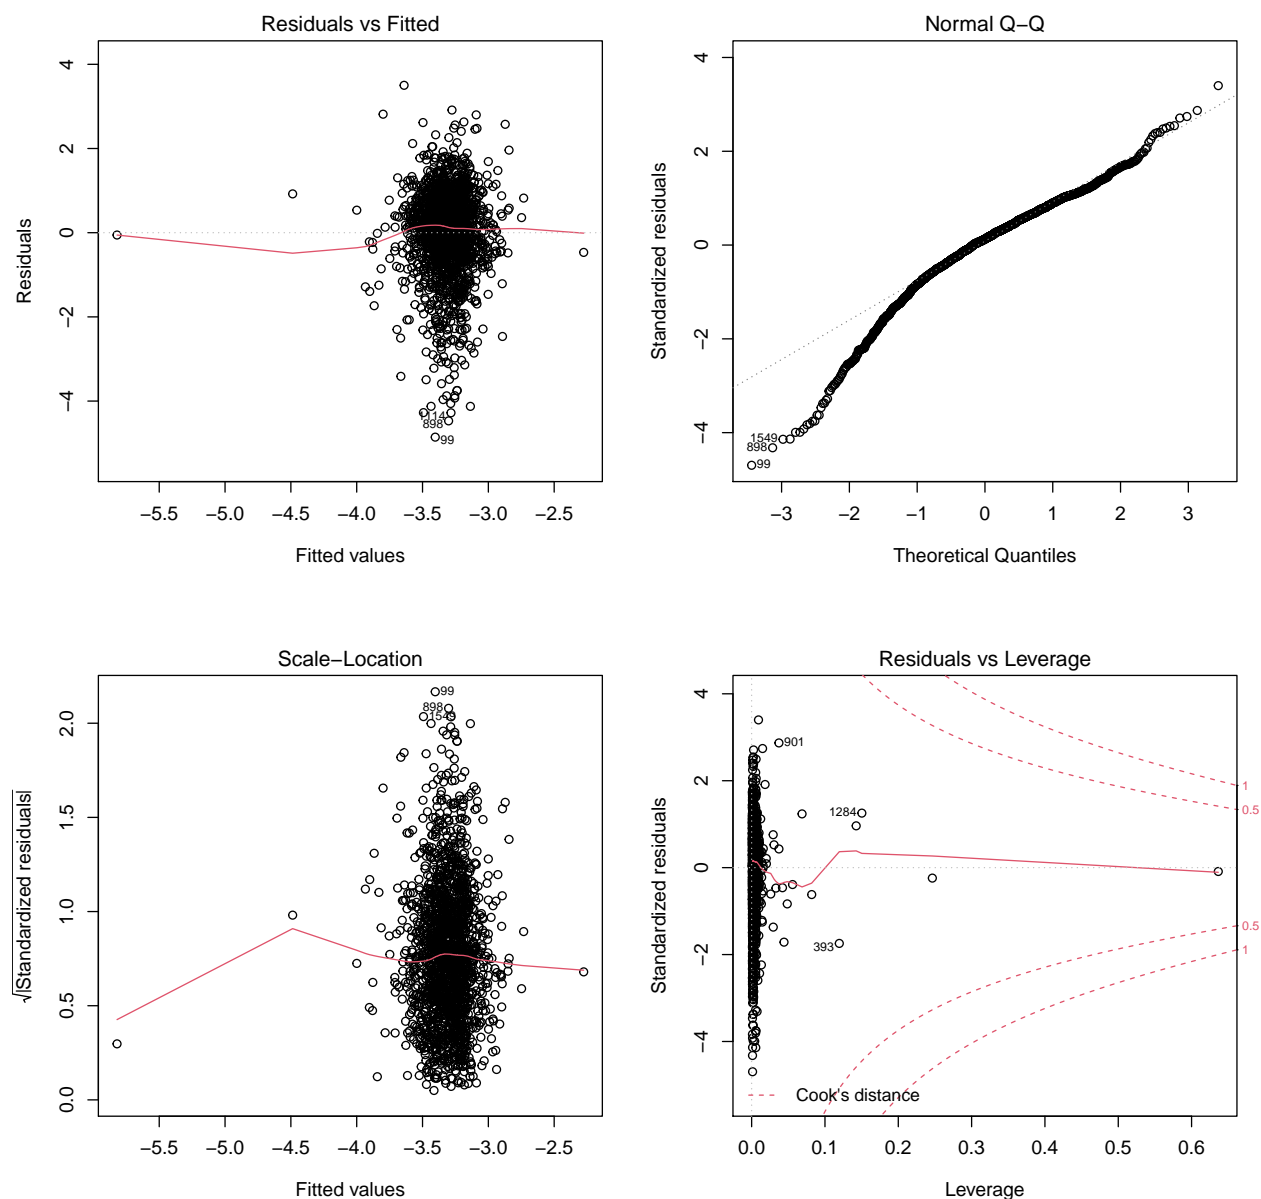 Residuals vs Fitted
Residuals
4
2
0
−2
−4
1114
898
99
−5.5 −5.0 −4.5 −4.0 −3.5 −3.0 −2.5
Fitted values
Normal Q−Q
Standardized residuals
4
2
0
−2
−4
1549
898
99
−3 −2 −1 0 1 2 3
Theoretical Quantiles
Scale−Location
√|Standardized residuals|
2.0
1.5
1.0
0.5
0.0
99
898
1549
−5.5 −5.0 −4.5 −4.0 −3.5 −3.0 −2.5
Fitted values
Residuals vs Leverage
Standardized residuals
4
2
0
−2
−4
901
1284
393
1
0.5
0.5
1
Cook's distance
0.0 0.1 0.2 0.3 0.4 0.5 0.6
Leverage